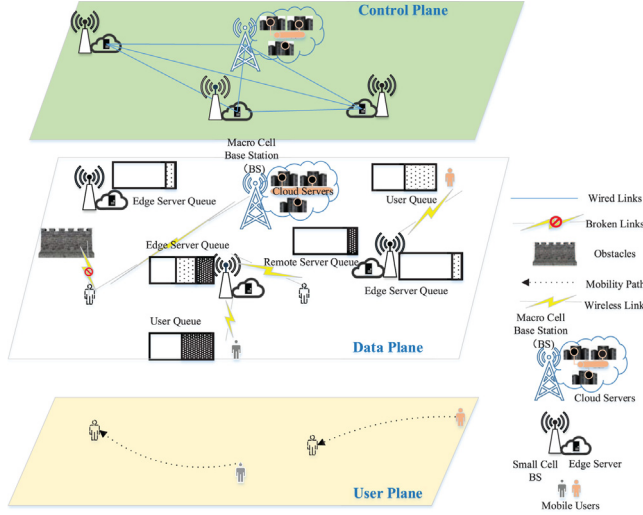 Control Plane
Macro Cell
Base Station
(BS)
Cloud Servers
Edge Server Queue
User Queue
Edge Server Queue
Remote Server Queue
Edge Server Queue
User Queue
Data Plane
User Plane
Wired Links
Broken Links
Obstacles
Mobility Path
Wireless Link
Macro Cell
Base Station
(BS)
Cloud Servers
Small Cell
BS
Edge Server
Mobile Users